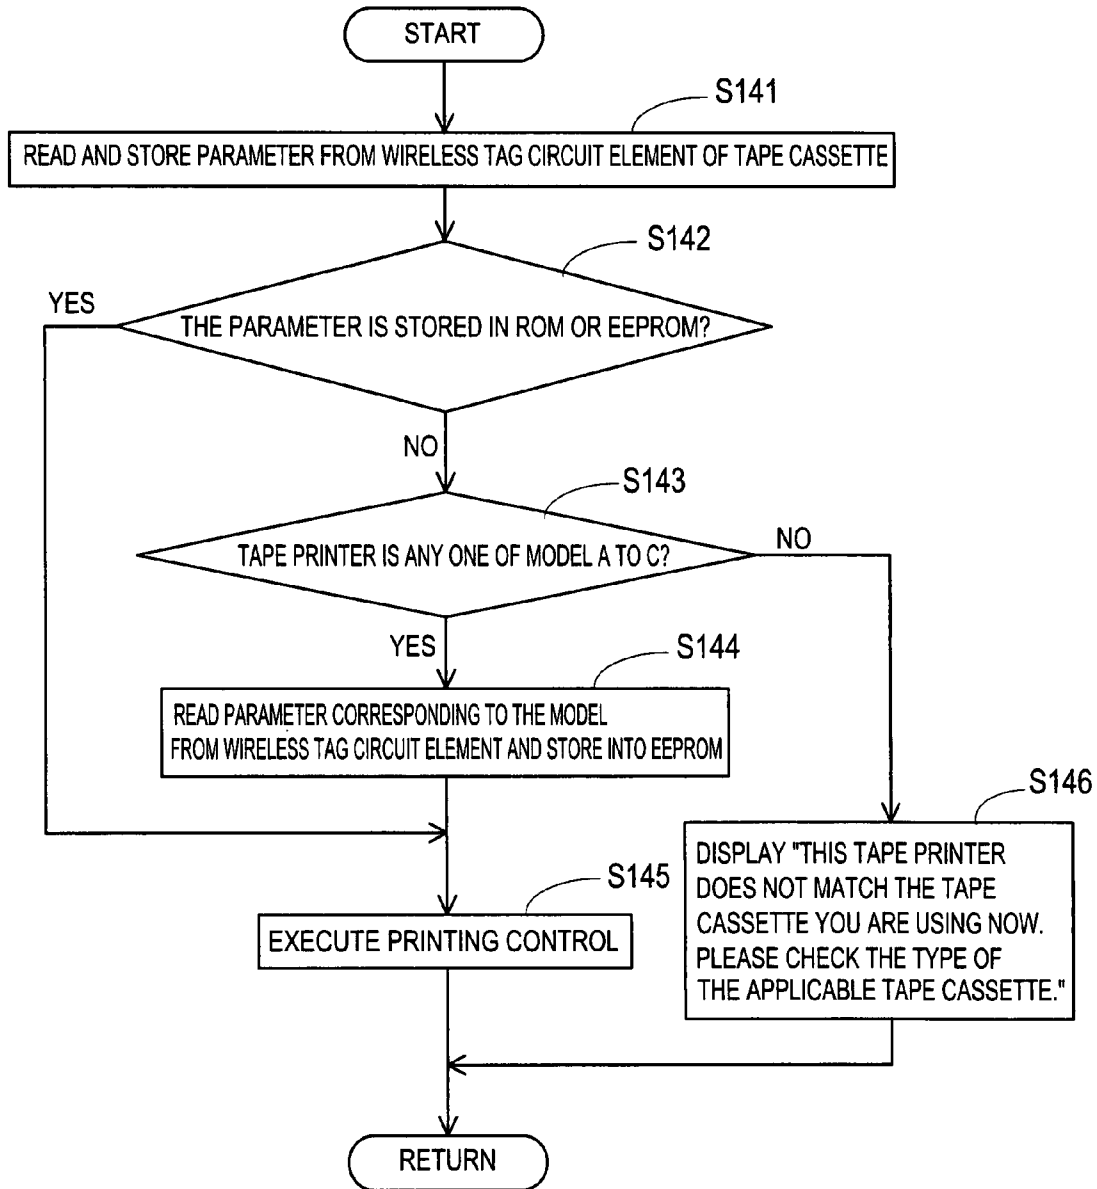 START
S141
READ AND STORE PARAMETER FROM WIRELESS TAG CIRCUIT ELEMENT OF TAPE CASSETTE
S142
YES
THE PARAMETER IS STORED IN ROM OR EEPROM?
NO
S143
TAPE PRINTER IS ANY ONE OF MODEL A TO C?
NO
YES
S144
READ PARAMETER CORRESPONDING TO THE MODEL
FROM WIRELESS TAG CIRCUIT ELEMENT AND STORE INTO EEPROM
S146
DISPLAY "THIS TAPE PRINTER
DOES NOT MATCH THE TAPE
CASSETTE YOU ARE USING NOW.
PLEASE CHECK THE TYPE OF
THE APPLICABLE TAPE CASSETTE."
S145
EXECUTE PRINTING CONTROL
RETURN